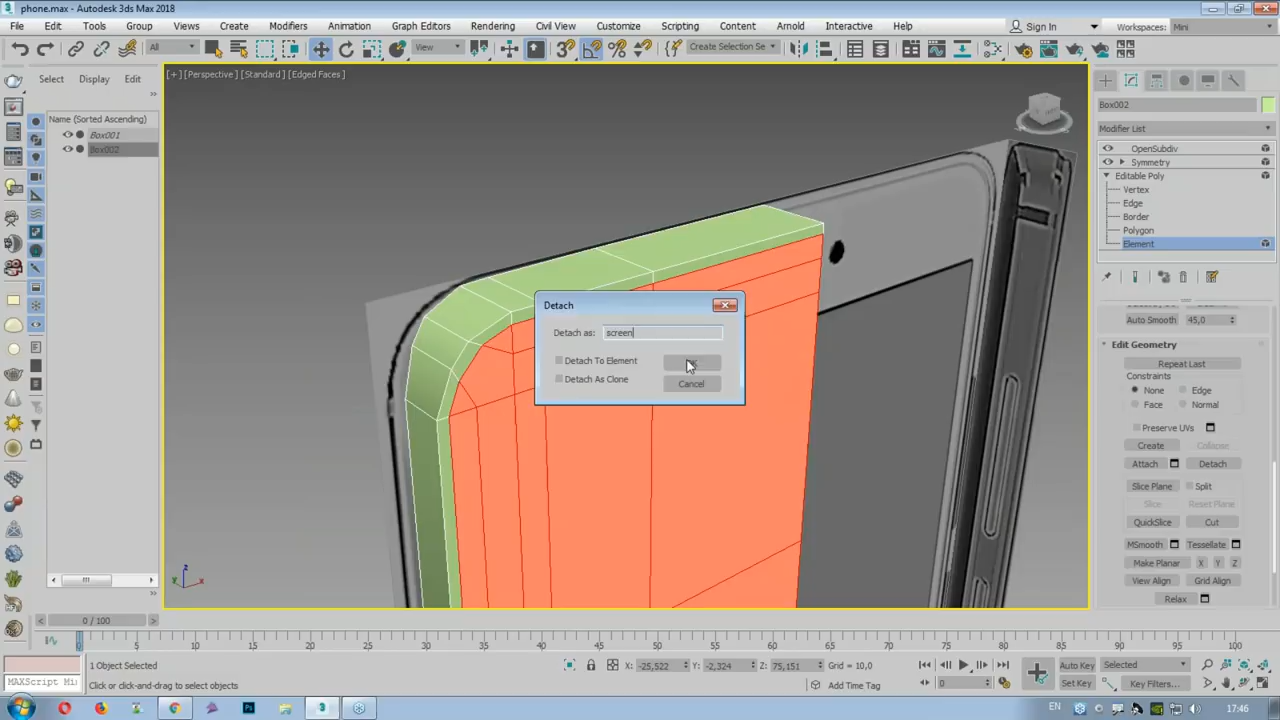 phone.max - Autodesk 3ds Max 2018
File Edit Tools Group Views Create Modifiers Animation Graph Editors Rendering Civil View Customize Scripting Content Arnold Interactive Help
Sign In Workspaces: Mini
All View Create Selection Se
Select Display Edit
Name (Sorted Ascending)
Box001
Box002
[+] [Perspective] [Standard] [Edged Faces]
Box002
Modifier List
OpenSubdiv
Symmetry
Editable Poly
Vertex
Edge
Border
Polygon
Element
Auto Smooth 45,0
Edit Geometry
Repeat Last
Constraints
None Edge
Face Normal
Preserve UVs
Create Collapse
Attach Detach
Slice Plane Split
Slice Reset Plane
QuickSlice Cut
MSmooth Tessellate
Make Planar X Y Z
View Align Grid Align
Relax
Detach
Detach as: screen
Detach To Element
Detach As Clone
Cancel
0 / 100
0 5 10 15 20 25 30 35 40 45 50 55 60 65 70 75 80 85 90 95 100
1 Object Selected
X: -25,522 Y: -2,324 Z: 75,151 Grid = 10,0
Auto Key Selected
MAXScript Mi
Click or click-and-drag to select objects
Add Time Tag
0
Set Key Key Filters...
EN 17:46